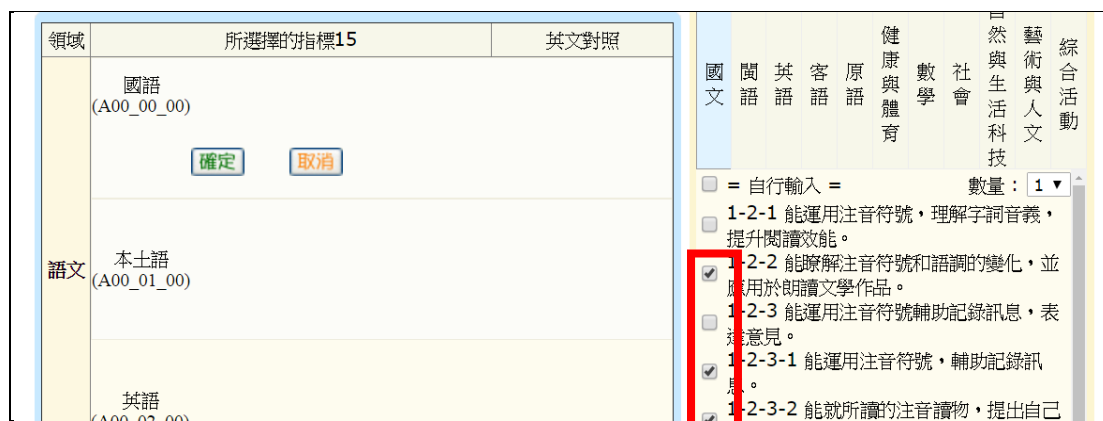 領域 所選擇的指標15 英文對照
語文
國語
(A00_00_00)
確定 取消
本土語
(A00_01_00)
英語
國文 閩語 英語 客語 原語 健康與體育 數學 社會 自然與生活科技 藝術與人文 綜合活動
= 自行輸入 = 數量： 1
1-2-1 能運用注音符號，理解字詞音義，
提升閱讀效能。
1-2-2 能瞭解注音符號和語調的變化，並
應用於朗讀文學作品。
1-2-3 能運用注音符號輔助記錄訊息，表
達意見。
1-2-3-1 能運用注音符號，輔助記錄訊
息。
1-2-3-2 能就所讀的注音讀物，提出自己